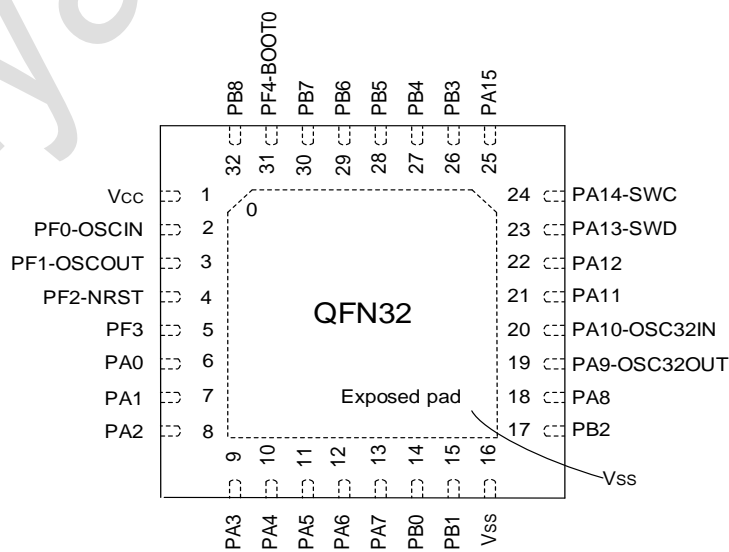 ya
PB8
PF4-BOOT0
PB7
PB6
PB5
PB4
PB3
PA15
32
31
30
29
28
27
26
25
Vcc 1
PF0-OSCIN 2
PF1-OSCOUT 3
PF2-NRST 4
PF3 5
PA0 6
PA1 7
PA2 8
0
QFN32
Exposed pad
24 PA14-SWC
23 PA13-SWD
22 PA12
21 PA11
20 PA10-OSC32IN
19 PA9-OSC32OUT
18 PA8
17 PB2
Vss
9
10
11
12
13
14
15
16
PA3
PA4
PA5
PA6
PA7
PB0
PB1
Vss